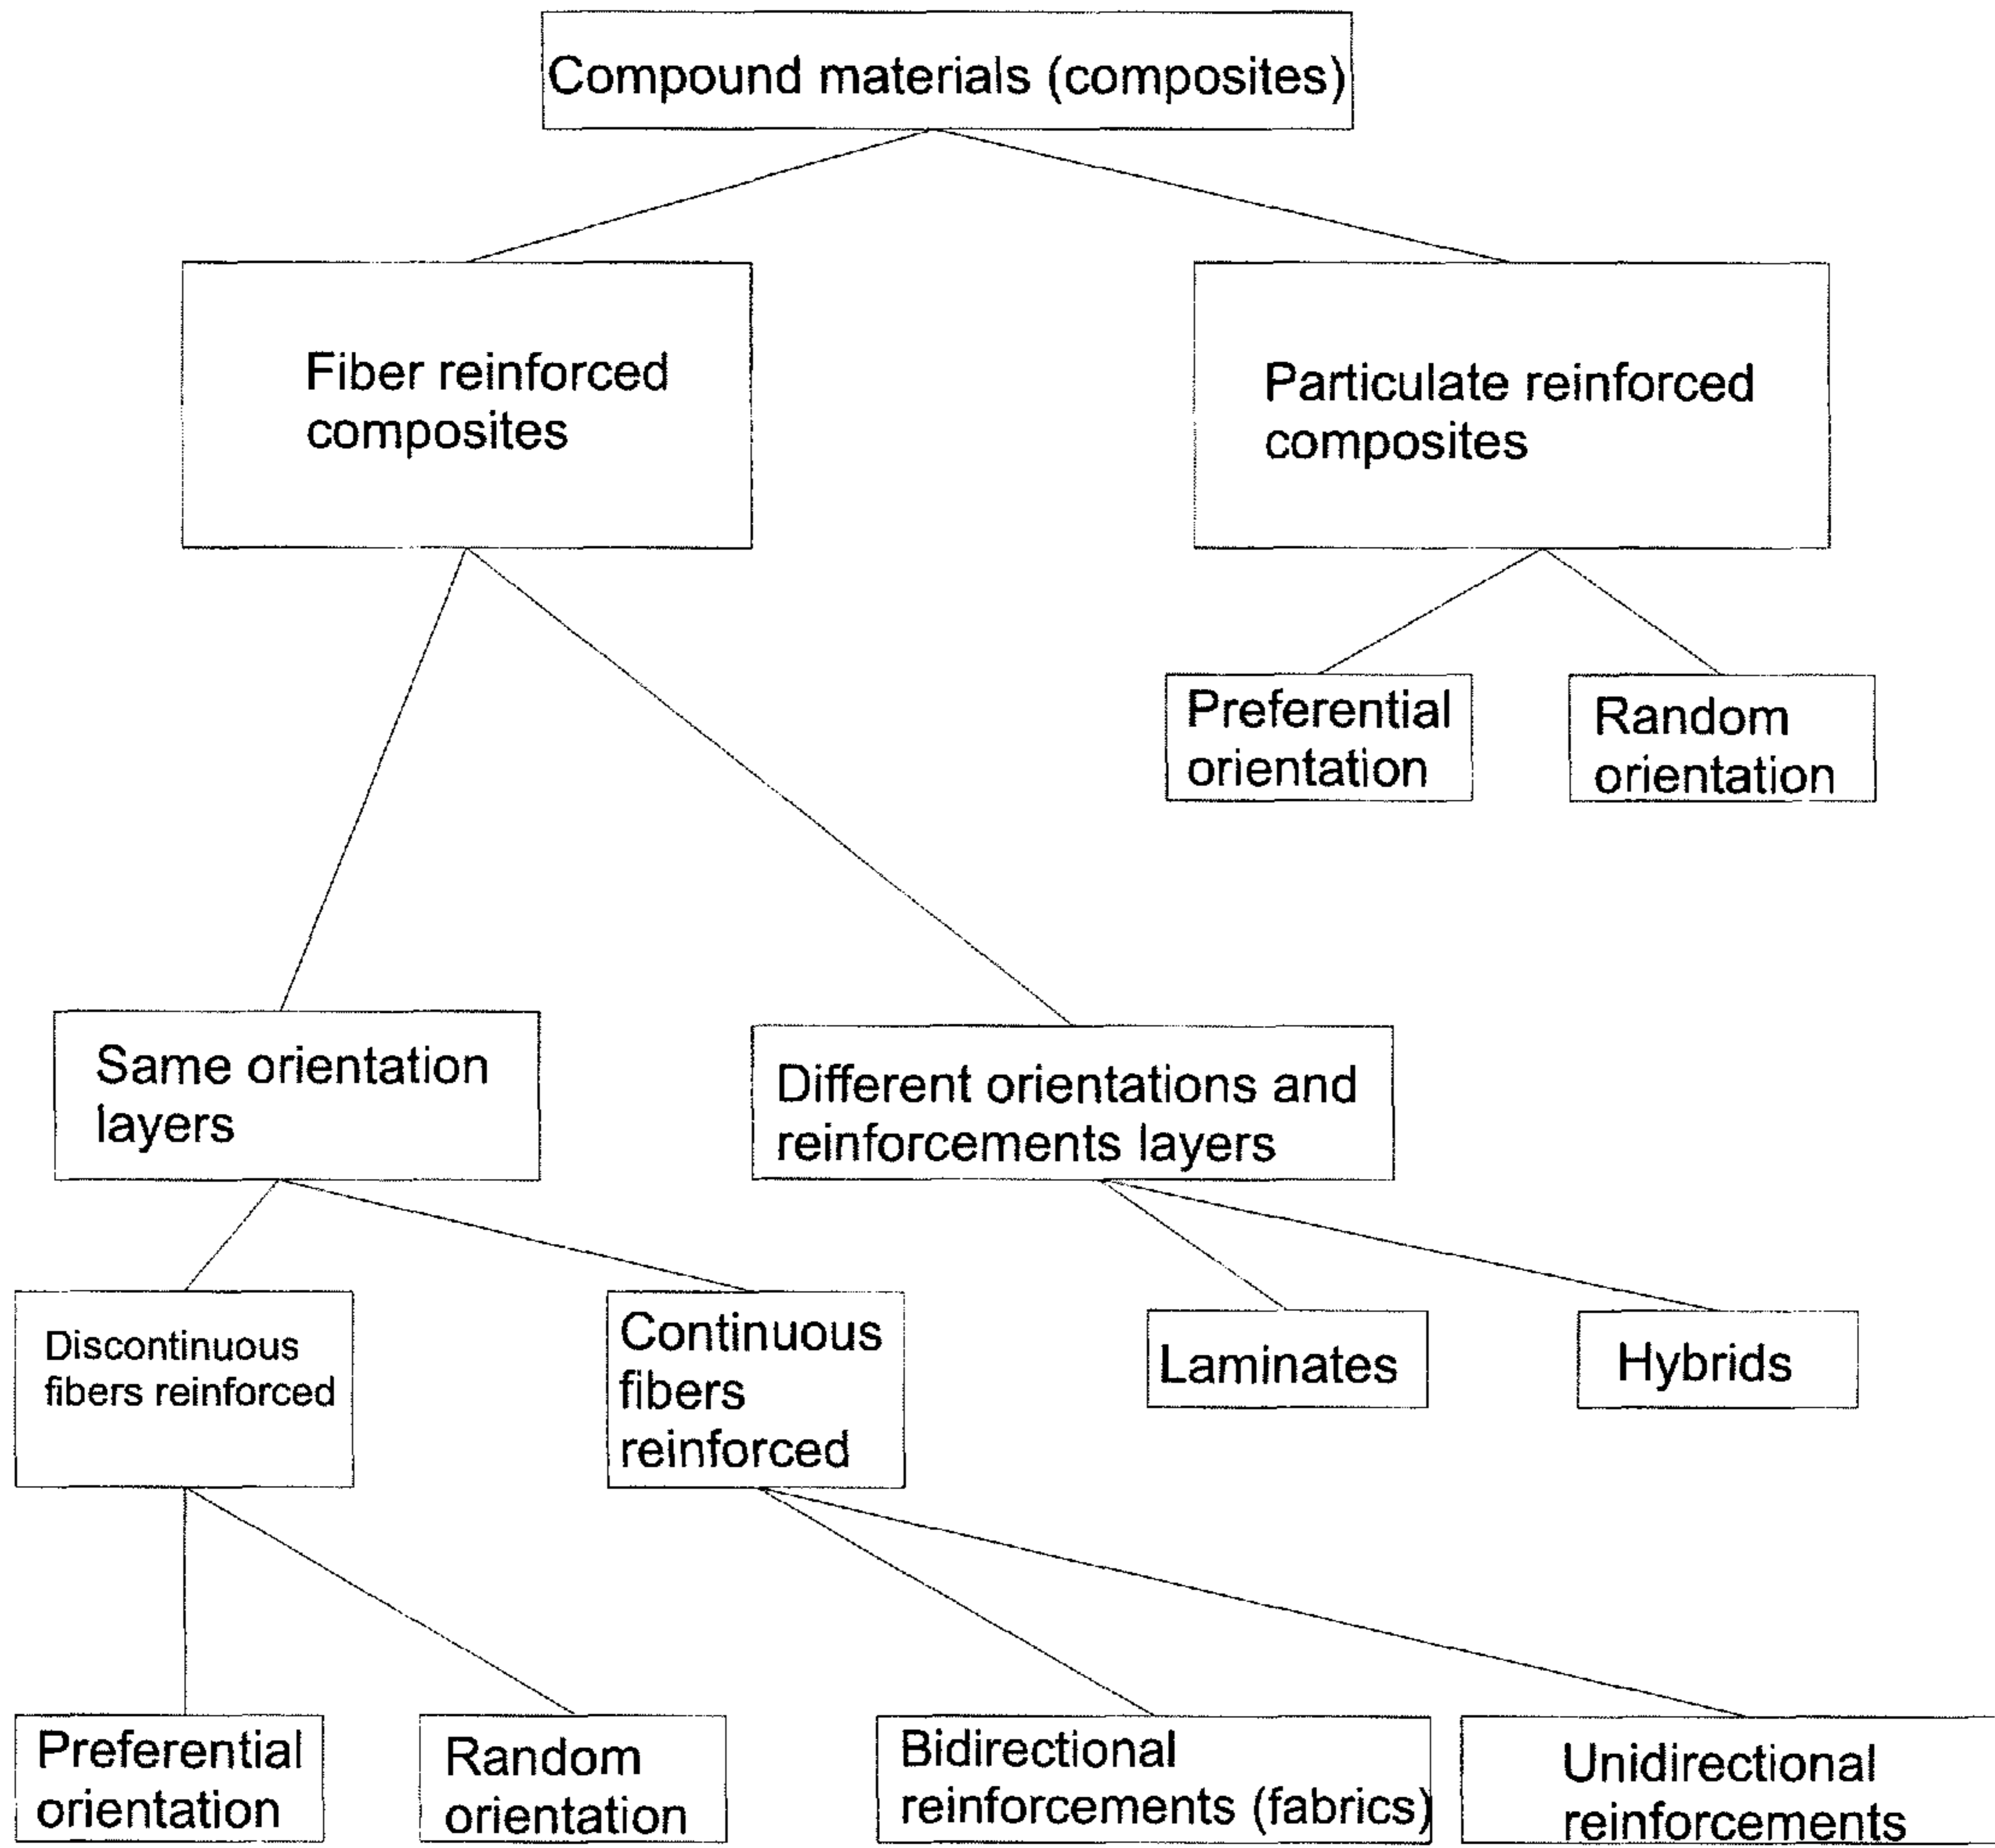 Compound materials (composites)
Fiber reinforced
composites
Particulate reinforced
composites
Preferential
orientation
Random
orientation
Same orientation
layers
Different orientations and
reinforcements layers
Discontinuous
fibers reinforced
Continuous
fibers
reinforced
Laminates
Hybrids
Preferential
orientation
Random
orientation
Bidirectional
reinforcements (fabrics)
Unidirectional
reinforcements